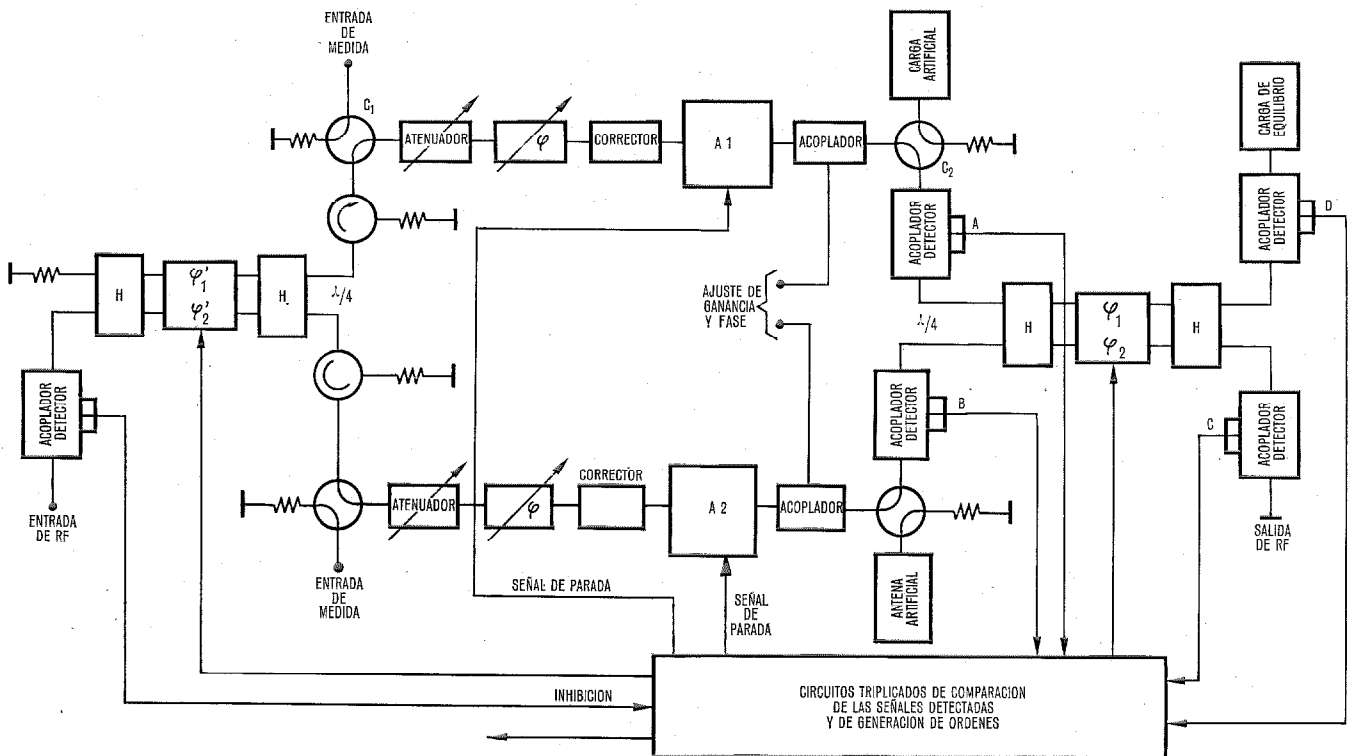 ENTRADA
DE
MEDIDA
C1
ATENUADOR
φ
CORRECTOR
A 1
ACOPLADOR
CARGA
ARTIFICIAL
C2
CARGA DE
EQUILIBRIO
ACOPLADOR
DETECTOR
A
ACOPLADOR
DETECTOR
D
H
φ'1
φ'2
H
λ/4
AJUSTE DE
GANANCIA
Y FASE
λ/4
H
φ1
φ2
H
ACOPLADOR
DETECTOR
ACOPLADOR
DETECTOR
B
C
ACOPLADOR
DETECTOR
ENTRADA
DE RF
ATENUADOR
φ
CORRECTOR
A 2
ACOPLADOR
SALIDA
DE RF
ENTRADA
DE
MEDIDA
SEÑAL DE PARADA
SEÑAL
DE
PARADA
ANTENA
ARTIFICIAL
INHIBICION
CIRCUITOS TRIPLICADOS DE COMPARACION
DE LAS SEÑALES DETECTADAS
Y DE GENERACION DE ORDENES